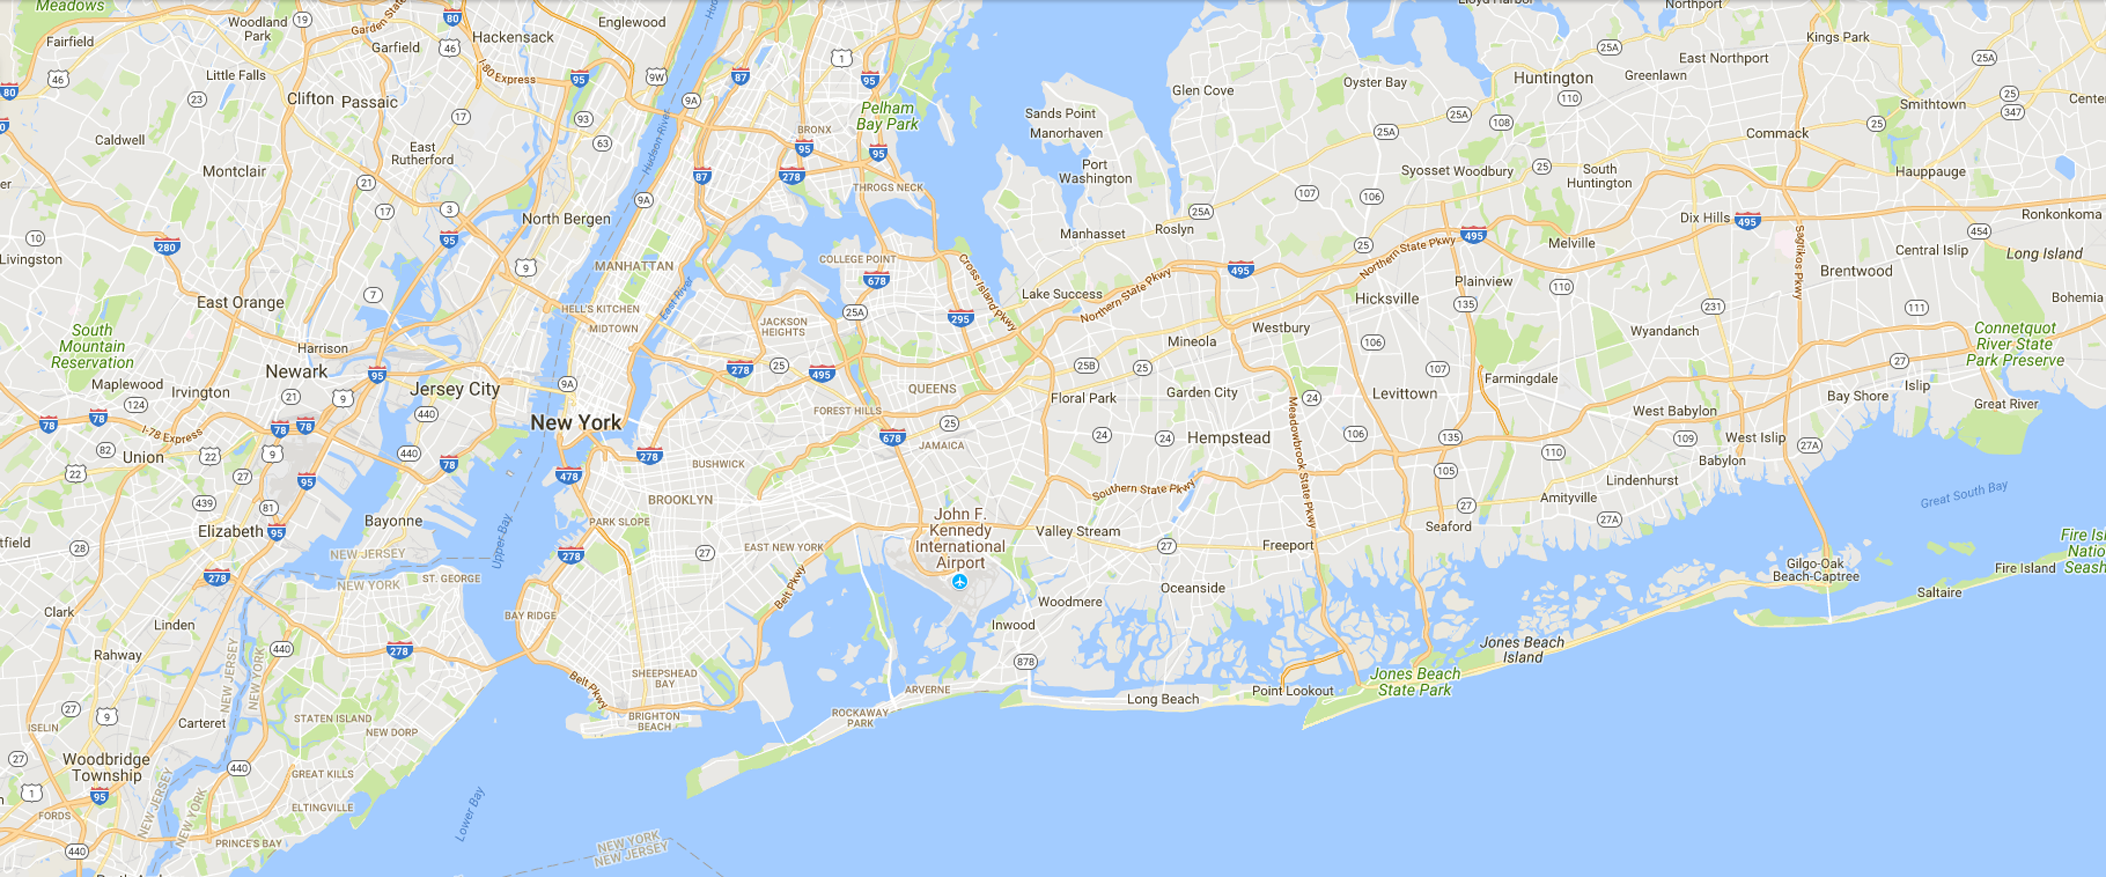 Meadows
Woodland
Park
19
80
Garden State
Englewood
Hackensack
Fairfield
Garfield
46
I-80 Express
46
Little Falls
95
9W
87
1
95
80
23
Clifton
Passaic
9A
Pelham
Bay Park
17
93
Hudson River
BRONX
Caldwell
63
95
95
East
Rutherford
Montclair
21
87
278
THROGS NECK
17
3
9A
North Bergen
10
280
95
Livingston
9
MANHATTAN
COLLEGE POINT
678
Cross Island Pkwy
East River
7
East Orange
HELL'S KITCHEN
MIDTOWN
25A
295
JACKSON
HEIGHTS
South
Mountain
Reservation
Harrison
Newark
95
Jersey City
9A
278
25
495
QUEENS
Maplewood
Irvington
124
21
9
440
New York
FOREST HILLS
25
78
78
I-78 Express
78
78
678
JAMAICA
82
Union
22
9
440
78
278
BUSHWICK
478
22
27
95
BROOKLYN
439
81
Elizabeth
95
Bayonne
Upper Bay
PARK SLOPE
John F.
Kennedy
International
Airport
28
NEW JERSEY
NEW YORK
278
27
EAST NEW YORK
278
ST. GEORGE
Belt Pkwy
Clark
Linden
BAY RIDGE
Rahway
440
278
NEW JERSEY
NEW YORK
Belt Pkwy
SHEEPSHEAD
BAY
27
9
Carteret
STATEN ISLAND
NEW DORP
BRIGHTON
BEACH
ROCKAWAY
PARK
ARVERNE
ISELIN
27
Woodbridge
Township
440
GREAT KILLS
1
95
NEW JERSEY
NEW YORK
ELTINGVILLE
Lower Bay
FORDS
440
PRINCE'S BAY
NEW YORK
NEW JERSEY
Lloyd Harbor
Northport
Kings Park
25A
East Northport
25A
Huntington
Greenlawn
Glen Cove
Oyster Bay
110
25
Smithtown
347
Sands Point
Manorhaven
25A
108
25A
25
Commack
Port
Washington
Syosset
Woodbury
25
South
Huntington
Hauppauge
107
106
25A
Roslyn
Manhasset
Dix Hills
495
Ronkonkoma
454
25
Northern State Pkwy
495
Melville
Sagtikos Pkwy
Central Islip
Long Island
495
Lake Success
Northern State Pkwy
Plainview
110
Brentwood
Hicksville
135
231
111
Bohemia
Westbury
Mineola
106
Wyandanch
Connetquot
River State
Park Preserve
25B
25
107
Farmingdale
27
Floral Park
Garden City
24
Levittown
Islip
Bay Shore
Great River
West Babylon
24
24
Hempstead
Meadowbrook State Pkwy
106
135
109
West Islip
27A
110
Babylon
105
Southern State Pkwy
Lindenhurst
Great South Bay
27
Amityville
27A
Valley Stream
27
Freeport
Seaford
Gilgo-Oak
Beach-Captree
Fire Island
Saltaire
Oceanside
Woodmere
Inwood
Jones Beach
Island
878
Jones Beach
State Park
Long Beach
Point Lookout